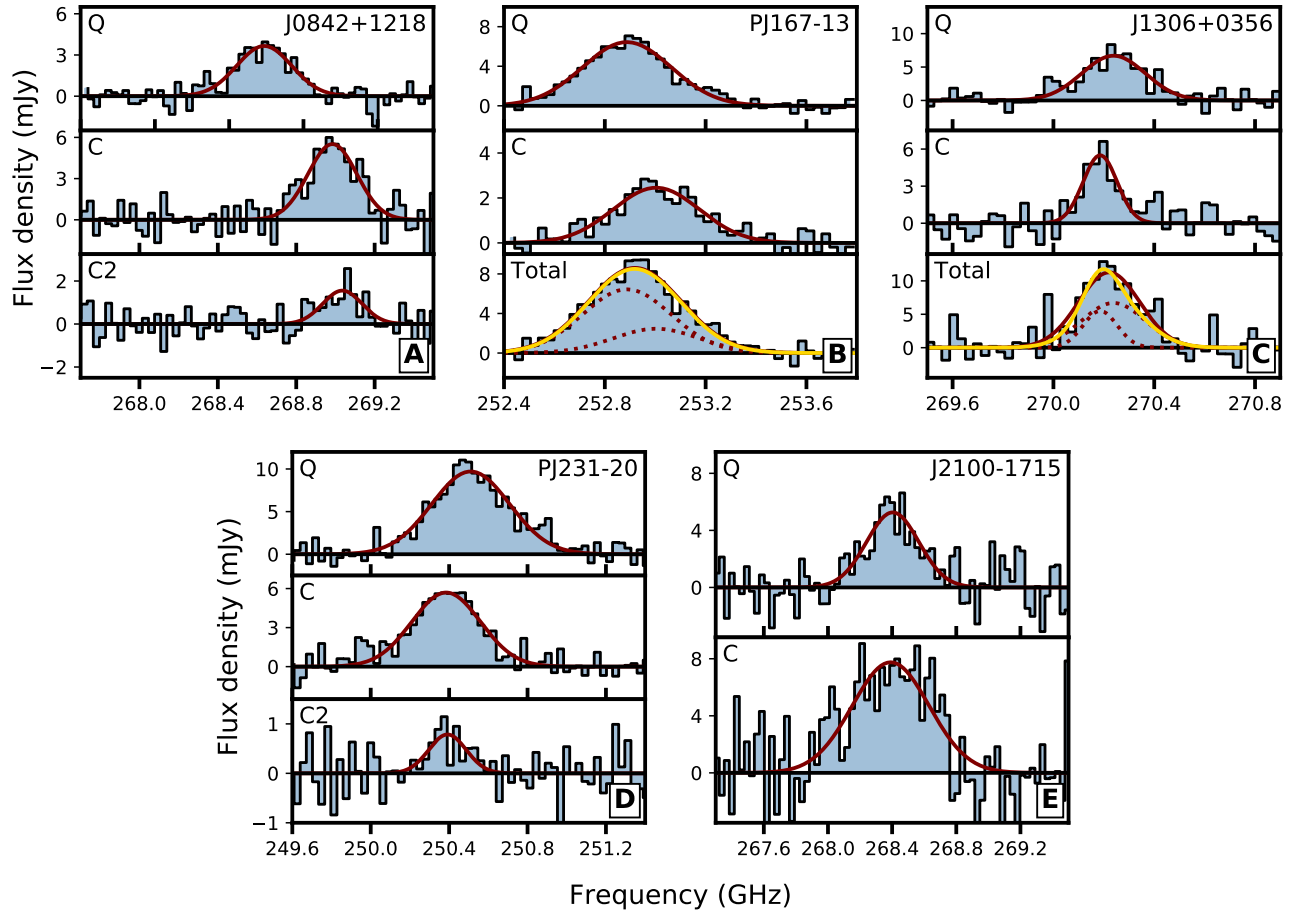 Q J0842+1218
6
3
0
C
6
3
0
C2
2
0
−2
A
268.0 268.4 268.8 269.2
Flux density (mJy)
Q PJ167-13
8
4
0
C
4
2
0
Total
8
4
0
B
252.4 252.8 253.2 253.6
Q J1306+0356
10
5
0
C
6
3
0
Total
10
5
0
C
269.6 270.0 270.4 270.8
Q PJ231-20
10
5
0
C
6
3
0
C2
1
0
−1
D
249.6 250.0 250.4 250.8 251.2
Flux density (mJy)
Q J2100-1715
8
4
0
C
8
4
0
E
267.6 268.0 268.4 268.8 269.2
Frequency (GHz)